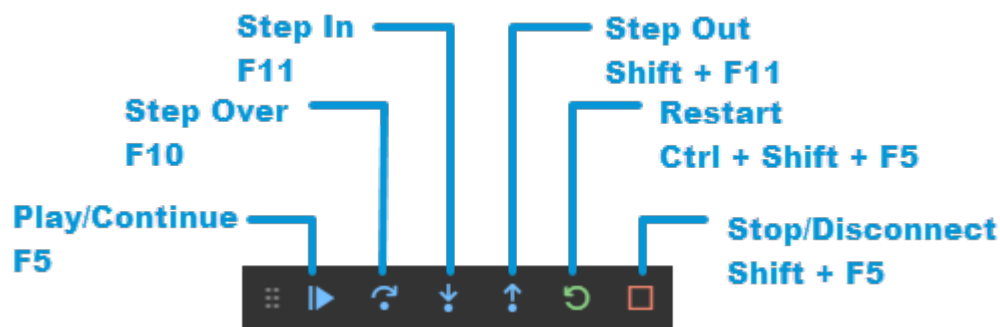 Step In
F11
Step Out
Shift + F11
Step Over
F10
Restart
Ctrl + Shift + F5
Play/Continue
F5
Stop/Disconnect
Shift + F5